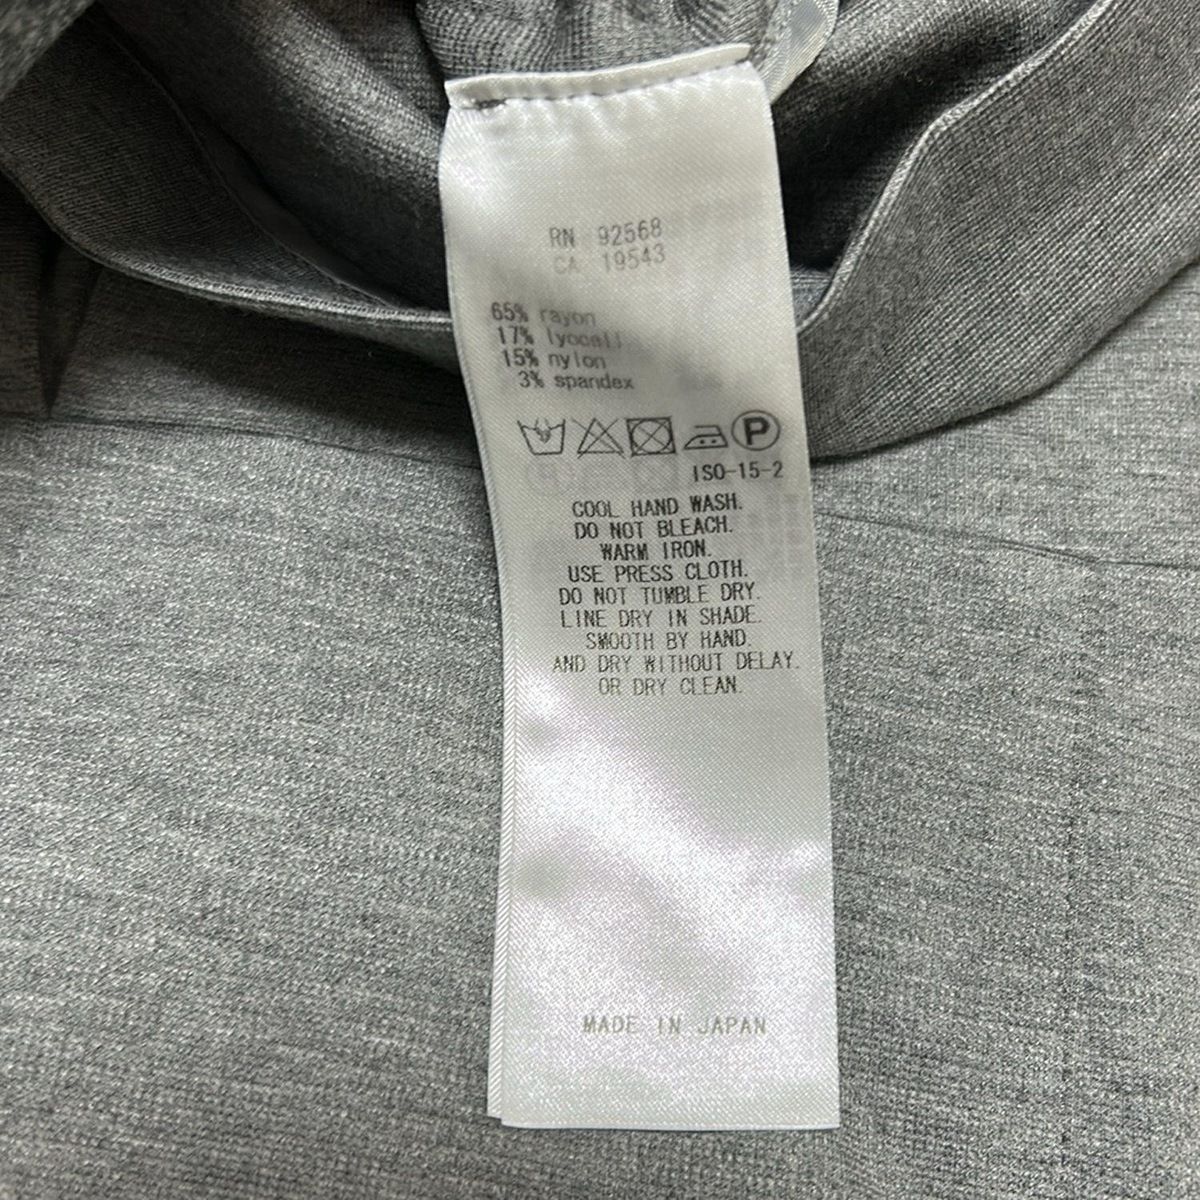 RN 92568
CA 19543
65% rayon
17% lyocell
15% nylon
3% spandex
P
ISO-15-2
COOL HAND WASH.
DO NOT BLEACH.
WARM IRON.
USE PRESS CLOTH.
DO NOT TUMBLE DRY.
LINE DRY IN SHADE.
SMOOTH BY HAND.
AND DRY WITHOUT DELAY.
OR DRY CLEAN.
MADE IN JAPAN